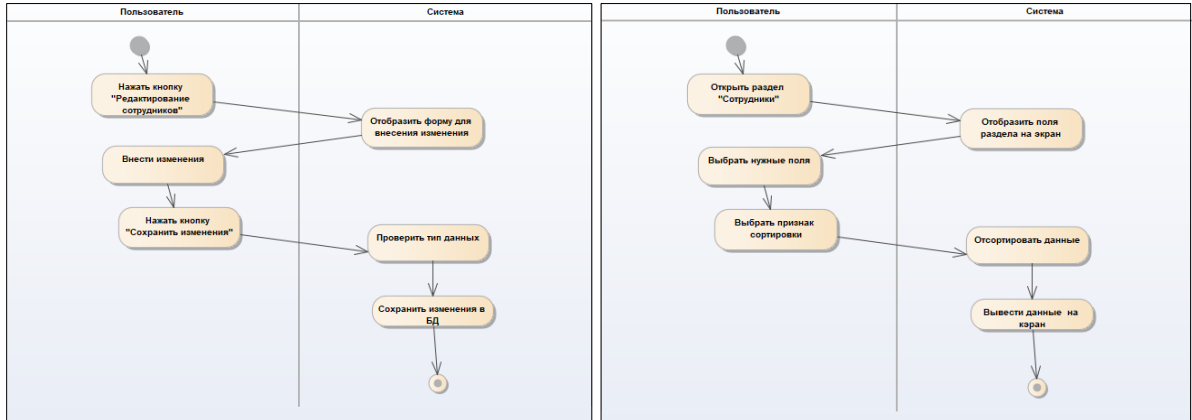 Пользователь
Система
Нажать кнопку
"Редактирование
сотрудников"
Отобразить форму для
внесения изменения
Внести изменения
Нажать кнопку
"Сохранить изменения"
Проверить тип данных
Сохранить изменения в
БД
Пользователь
Система
Открыть раздел
"Сотрудники"
Отобразить поля
раздела на экран
Выбрать нужные поля
Выбрать признак
сортировки
Отсортировать данные
Вывести данные на
кэран